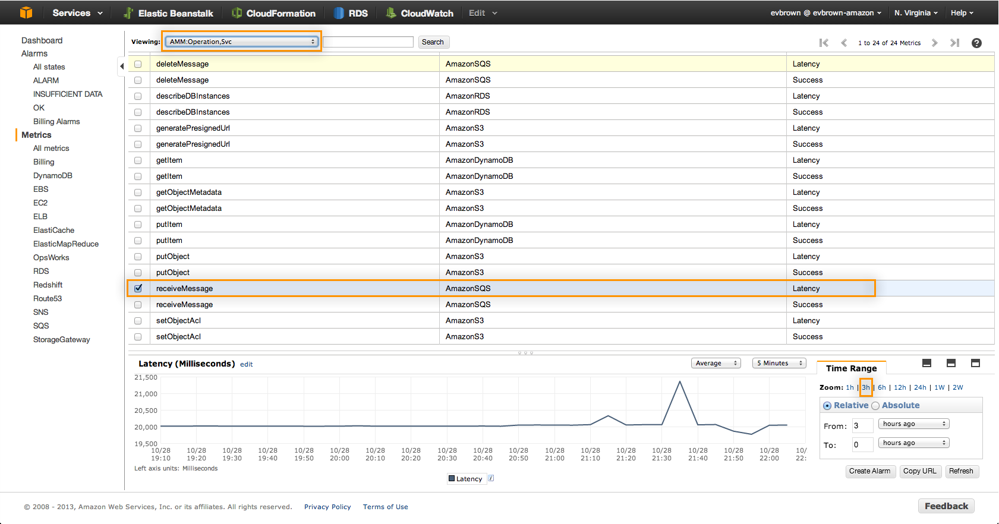 Services Elastic Beanstalk CloudFormation RDS CloudWatch Edit evbrown @ evbrown-amazon N. Virginia Help
Dashboard
Alarms
All states
ALARM
INSUFFICIENT DATA
OK
Billing Alarms
Metrics
All metrics
Billing
DynamoDB
EBS
EC2
ELB
ElastiCache
ElasticMapReduce
OpsWorks
RDS
Redshift
Route53
SNS
SQS
StorageGateway
Viewing: AMM:Operation,Svc Search 1 to 24 of 24 Metrics ?
deleteMessage AmazonSQS Latency
deleteMessage AmazonSQS Success
describeDBInstances AmazonRDS Latency
describeDBInstances AmazonRDS Success
generatePresignedUrl AmazonS3 Latency
generatePresignedUrl AmazonS3 Success
getItem AmazonDynamoDB Latency
getItem AmazonDynamoDB Success
getObjectMetadata AmazonS3 Latency
getObjectMetadata AmazonS3 Success
putItem AmazonDynamoDB Latency
putItem AmazonDynamoDB Success
putObject AmazonS3 Latency
putObject AmazonS3 Success
receiveMessage AmazonSQS Latency
receiveMessage AmazonSQS Success
setObjectAcl AmazonS3 Latency
setObjectAcl AmazonS3 Success
Latency (Milliseconds) edit Average 5 Minutes
21,500
21,000
20,500
20,000
19,500
10/28 10/28 10/28 10/28 10/28 10/28 10/28 10/28 10/28 10/28 10/28 10/28 10/28 10/28 10/28 10/28 10/28 10/28 10/
19:10 19:20 19:30 19:40 19:50 20:00 20:10 20:20 20:30 20:40 20:50 21:00 21:10 21:20 21:30 21:40 21:50 22:00 22:
Left axis units: Milliseconds
Latency i
Time Range
Zoom: 1h | 3h | 6h | 12h | 24h | 1W | 2W
Relative Absolute
From: 3 hours ago
To: 0 hours ago
Create Alarm Copy URL Refresh
© 2008 - 2013, Amazon Web Services, Inc. or its affiliates. All rights reserved. Privacy Policy Terms of Use Feedback